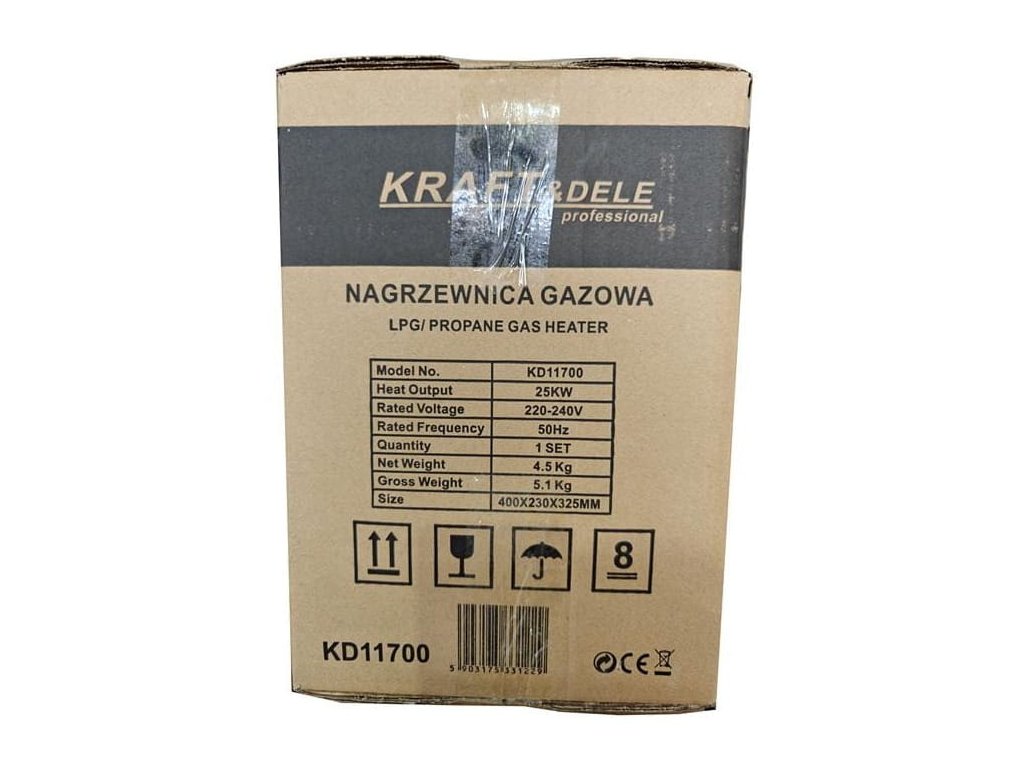 KRAFT&DELE
professional
NAGRZEWNICA GAZOWA
LPG/ PROPANE GAS HEATER
Model No. KD11700
Heat Output 25KW
Rated Voltage 220-240V
Rated Frequency 50Hz
Quantity 1 SET
Net Weight 4.5 Kg
Gross Weight 5.1 Kg
Size 400X230X325MM
8
KD11700
5 903175 331229
CE